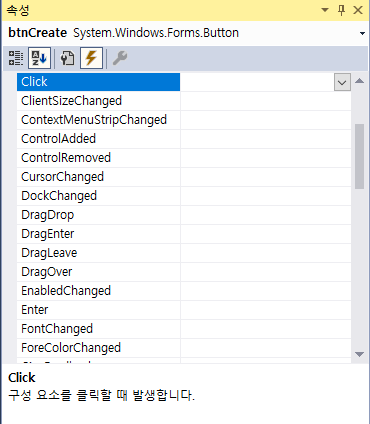 속성
btnCreate System.Windows.Forms.Button
Click
ClientSizeChanged
ContextMenuStripChanged
ControlAdded
ControlRemoved
CursorChanged
DockChanged
DragDrop
DragEnter
DragLeave
DragOver
EnabledChanged
Enter
FontChanged
ForeColorChanged
Click
구성 요소를 클릭할 때 발생합니다.